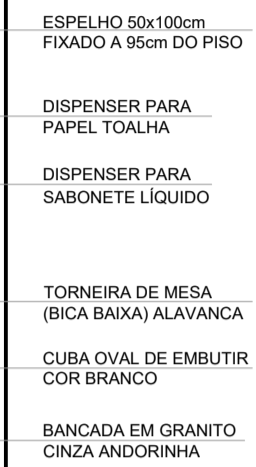 ESPELHO 50x100cm
FIXADO A 95cm DO PISO
DISPENSER PARA
PAPEL TOALHA
DISPENSER PARA
SABONETE LÍQUIDO
TORNEIRA DE MESA
(BICA BAIXA) ALAVANCA
CUBA OVAL DE EMBUTIR
COR BRANCO
BANCADA EM GRANITO
CINZA ANDORINHA